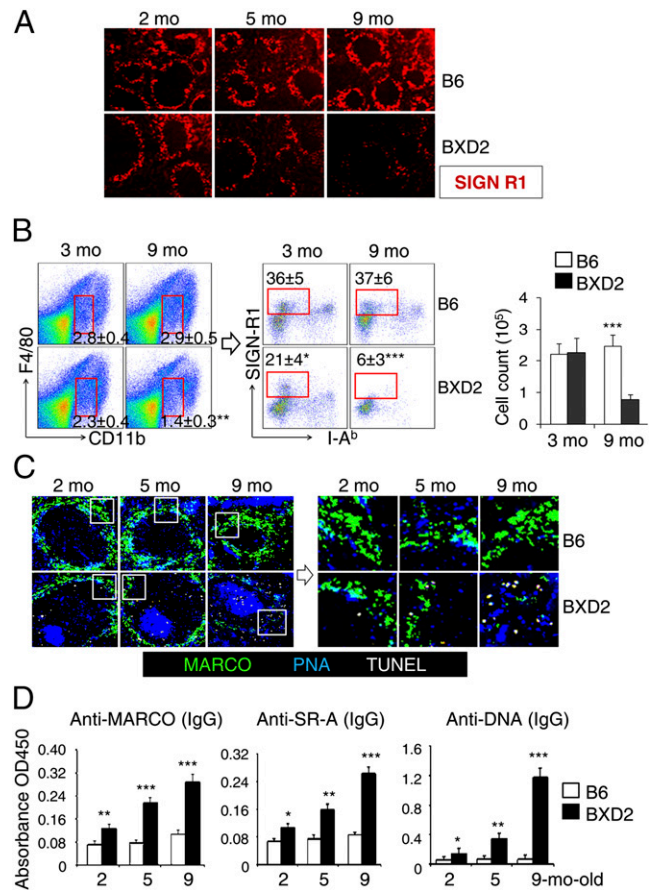 A
2 mo 5 mo 9 mo
B6
BXD2
SIGN R1
B
3 mo 9 mo 3 mo 9 mo
B6
BXD2
36±5 37±6
B6
2.8±0.4 2.9±0.5
F4/80
SIGN-R1
Cell count (10⁵)
4
3
2
1
0
***
21±4* 6±3***
BXD2
2.3±0.4 1.4±0.3**
CD11b
I-Aᵇ
3 mo 9 mo
C
2 mo 5 mo 9 mo 2 mo 5 mo 9 mo
B6
BXD2
MARCO PNA TUNEL
D
Anti-MARCO (IgG) Anti-SR-A (IgG) Anti-DNA (IgG)
Absorbance OD450
0.40
0.32
0.24
0.16
0.08
0
** *** ***
0.32
0.24
0.16
0.08
0
* ** ***
1.6
1.2
0.8
0.4
0
* ** ***
B6
BXD2
2 5 9 2 5 9 2 5 9-mo-old